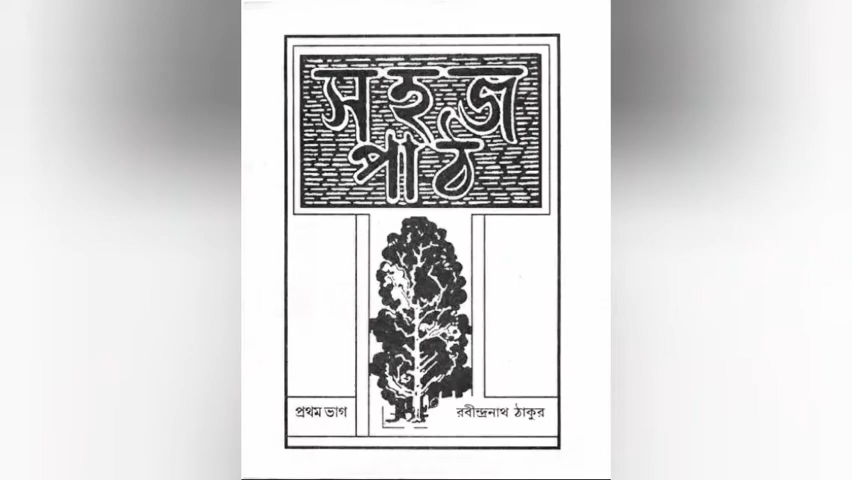 সহজ
পাঠ
প্রথম ভাগ
রবীন্দ্রনাথ ঠাকুর